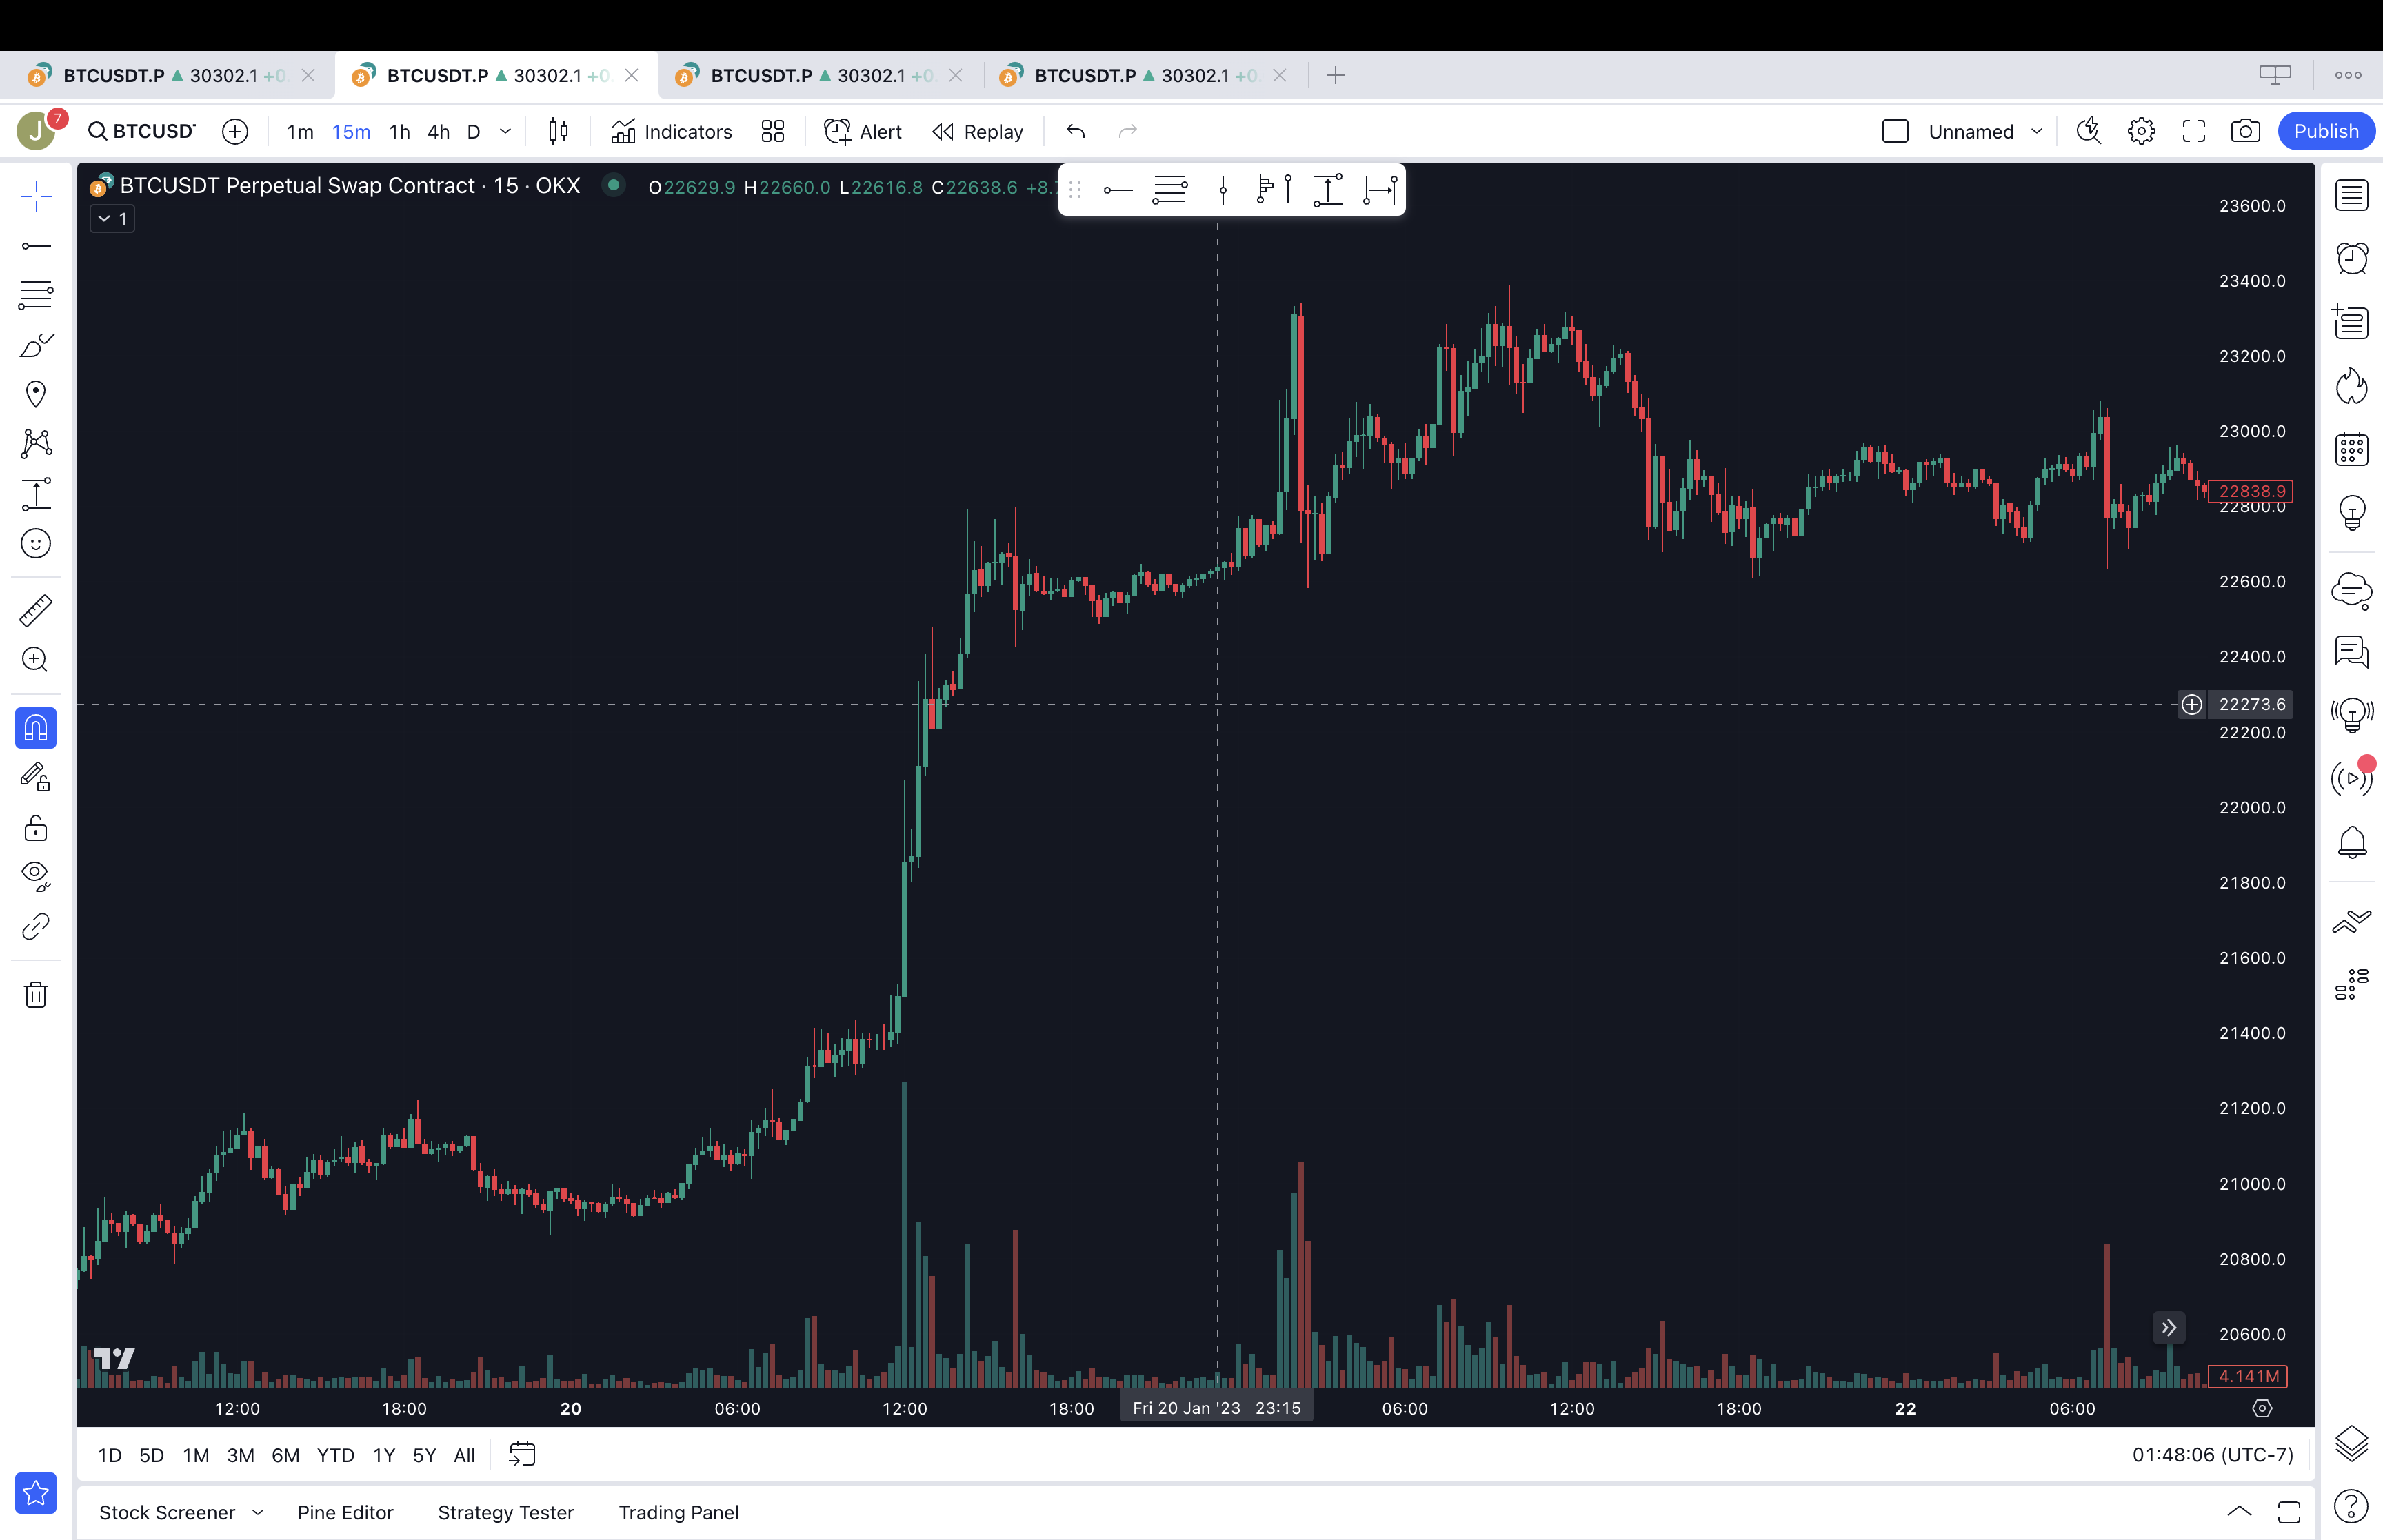 BTCUSDT.P ▲ 30302.1 +0. BTCUSDT.P ▲ 30302.1 +0. BTCUSDT.P ▲ 30302.1 +0. BTCUSDT.P ▲ 30302.1 +0.
J 7 BTCUSD 1m 15m 1h 4h D Indicators Alert Replay Unnamed Publish
BTCUSDT Perpetual Swap Contract · 15 · OKX O22629.9 H22660.0 L22616.8 C22638.6 +8.
1
23600.0
23400.0
23200.0
23000.0
22838.9
22800.0
22600.0
22400.0
22273.6
22200.0
22000.0
21800.0
21600.0
21400.0
21200.0
21000.0
20800.0
20600.0
4.141M
12:00 18:00 20 06:00 12:00 18:00 Fri 20 Jan '23 23:15 06:00 12:00 18:00 22 06:00
1D 5D 1M 3M 6M YTD 1Y 5Y All 01:48:06 (UTC-7)
Stock Screener Pine Editor Strategy Tester Trading Panel